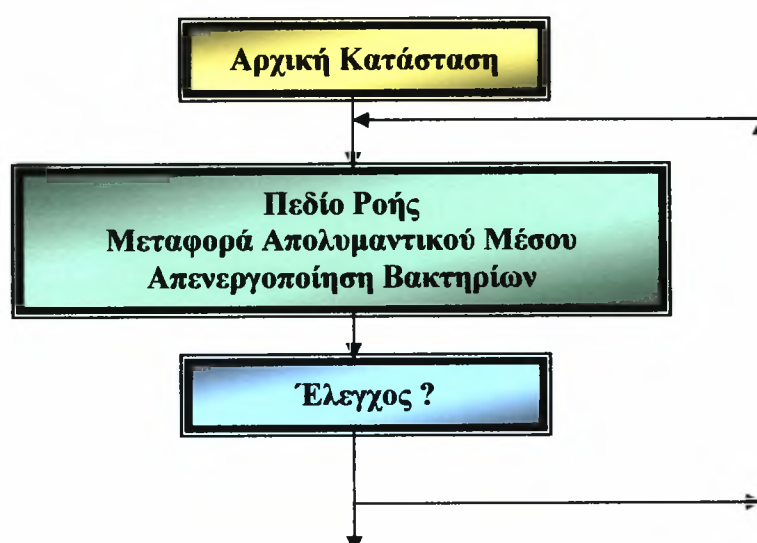 Αρχική Κατάσταση
Πεδίο Ροής
Μεταφορά Απολυμαντικού Μέσου
Απενεργοποίηση Βακτηρίων
Έλεγχος ?